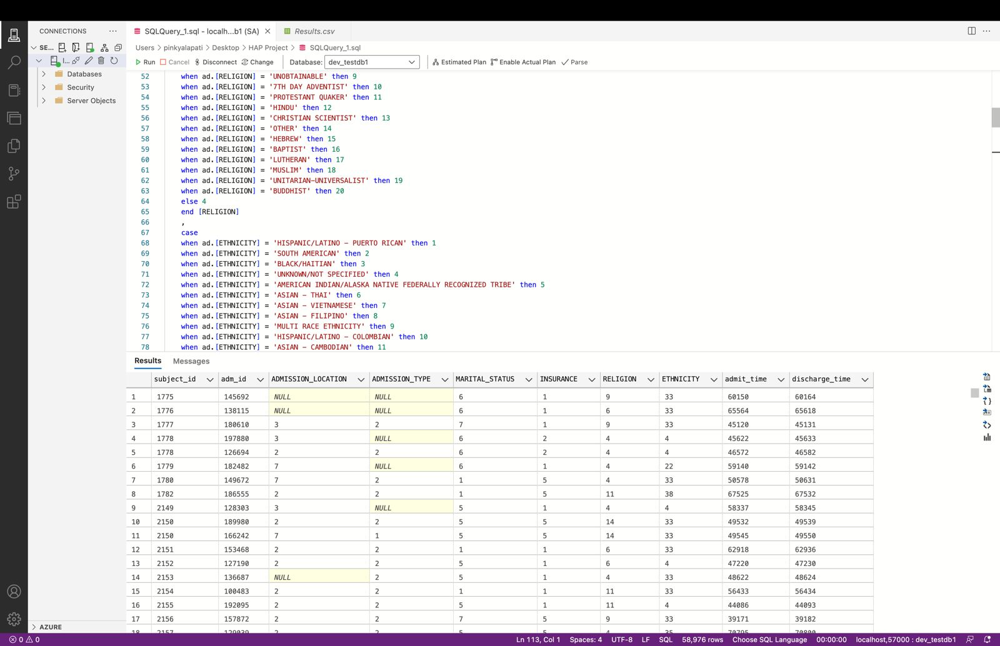 CONNECTIONS ...
SQLQuery_1.sql - localh...b1 (SA)
Results.csv
SE...
Users > pinkyalapati > Desktop > HAP Project > SQLQuery_1.sql
Run Cancel Disconnect Change Database: dev_testdb1 Estimated Plan Enable Actual Plan Parse
Databases
Security
Server Objects
52 when ad.[RELIGION] = 'UNOBTAINABLE' then 9
53 when ad.[RELIGION] = '7TH DAY ADVENTIST' then 10
54 when ad.[RELIGION] = 'PROTESTANT QUAKER' then 11
55 when ad.[RELIGION] = 'HINDU' then 12
56 when ad.[RELIGION] = 'CHRISTIAN SCIENTIST' then 13
57 when ad.[RELIGION] = 'OTHER' then 14
58 when ad.[RELIGION] = 'HEBREW' then 15
59 when ad.[RELIGION] = 'BAPTIST' then 16
60 when ad.[RELIGION] = 'LUTHERAN' then 17
61 when ad.[RELIGION] = 'MUSLIM' then 18
62 when ad.[RELIGION] = 'UNITARIAN-UNIVERSALIST' then 19
63 when ad.[RELIGION] = 'BUDDHIST' then 20
64 else 4
65 end [RELIGION]
66 ,
67 case
68 when ad.[ETHNICITY] = 'HISPANIC/LATINO - PUERTO RICAN' then 1
69 when ad.[ETHNICITY] = 'SOUTH AMERICAN' then 2
70 when ad.[ETHNICITY] = 'BLACK/HAITIAN' then 3
71 when ad.[ETHNICITY] = 'UNKNOWN/NOT SPECIFIED' then 4
72 when ad.[ETHNICITY] = 'AMERICAN INDIAN/ALASKA NATIVE FEDERALLY RECOGNIZED TRIBE' then 5
73 when ad.[ETHNICITY] = 'ASIAN - THAI' then 6
74 when ad.[ETHNICITY] = 'ASIAN - VIETNAMESE' then 7
75 when ad.[ETHNICITY] = 'ASIAN - FILIPINO' then 8
76 when ad.[ETHNICITY] = 'MULTI RACE ETHNICITY' then 9
77 when ad.[ETHNICITY] = 'HISPANIC/LATINO - COLOMBIAN' then 10
78 when ad.[ETHNICITY] = 'ASIAN - CAMBODIAN' then 11
Results Messages
subject_id adm_id ADMISSION_LOCATION ADMISSION_TYPE MARITAL_STATUS INSURANCE RELIGION ETHNICITY admit_time discharge_time
1 1775 145692 NULL NULL 6 1 9 33 60150 60164
2 1776 138115 NULL NULL 6 1 6 33 65564 65618
3 1777 180610 3 2 7 1 9 33 45120 45131
4 1778 197880 3 NULL 6 2 4 4 45622 45633
5 1778 126694 2 2 6 2 4 4 46572 46582
6 1779 182482 7 NULL 6 1 4 22 59140 59142
7 1780 149672 7 2 1 5 4 33 50578 50631
8 1782 186555 2 2 1 5 11 38 67525 67532
9 2149 128303 3 NULL 5 1 4 4 58337 58345
10 2150 189980 2 2 5 5 14 33 49532 49539
11 2150 166242 7 1 5 5 14 33 49545 49550
12 2151 153468 2 2 1 1 6 33 62918 62936
13 2152 127190 2 2 5 1 6 4 47220 47230
14 2153 136687 NULL 2 5 1 4 33 48622 48624
15 2154 100483 2 2 1 1 11 33 56433 56434
16 2155 192095 2 2 5 1 11 4 44086 44093
17 2156 157872 2 2 7 5 9 33 39171 39182
AZURE
0 0 Ln 113, Col 1 Spaces: 4 UTF-8 LF SQL 58,976 rows Choose SQL Language 00:00:00 localhost,57000 : dev_testdb1